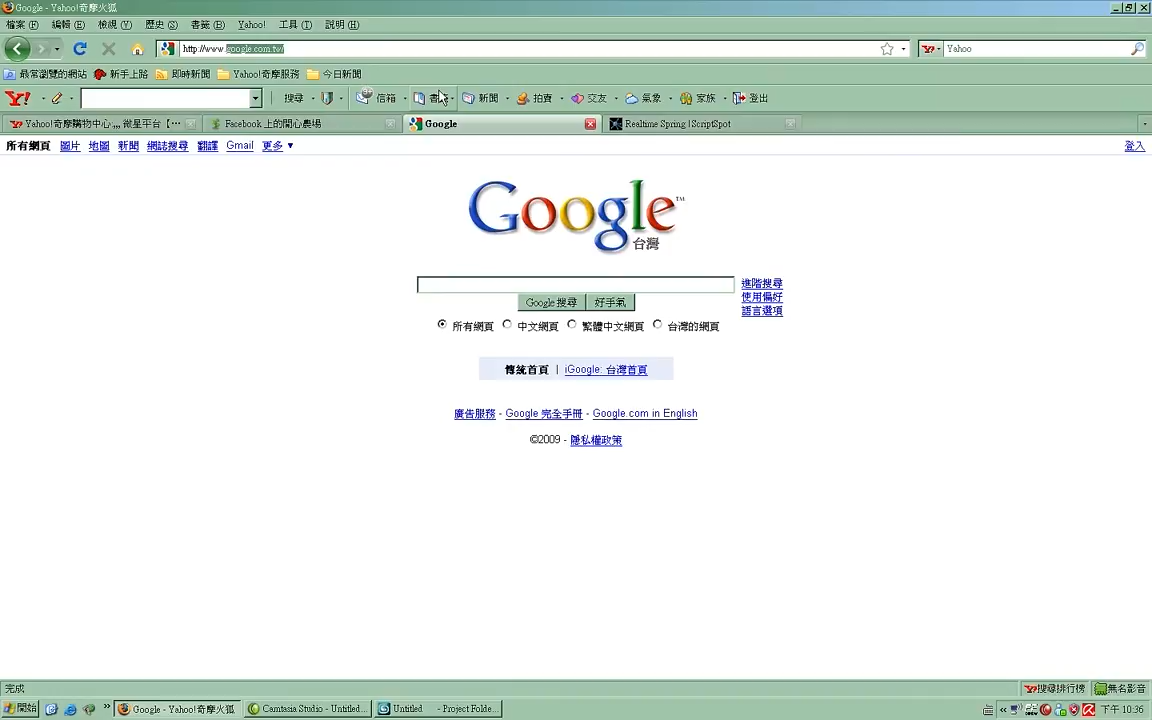 Google - Yahoo!奇摩火狐
檔案(F) 編輯(E) 檢視(V) 歷史(S) 書籤(B) Yahoo! 工具(T) 說明(H)
http://www.google.com.tw/ Yahoo
最常瀏覽的網站 新手上路 即時新聞 Yahoo!奇摩服務 今日新聞
Y! 搜尋 信箱 新聞 拍賣 交友 氣象 家族 登出
Yahoo!奇摩購物中心,,, 微星平台【… Facebook 上的開心農場 Google Realtime Spring | ScriptSpot
所有網頁 圖片 地圖 新聞 網誌搜尋 翻譯 Gmail 更多 ▼ 登入
Google™
台灣
進階搜尋
使用偏好
語言選項
Google 搜尋 好手氣
所有網頁 中文網頁 繁體中文網頁 台灣的網頁
傳統首頁 | iGoogle: 台灣首頁
廣告服務 - Google 完全手冊 - Google.com in English
©2009 - 隱私權政策
完成 搜尋排行榜 無名影音
開始 » Google - Yahoo!奇摩火狐 Camtasia Studio - Untitled... Untitled - Project Folde... « 下午 10:36